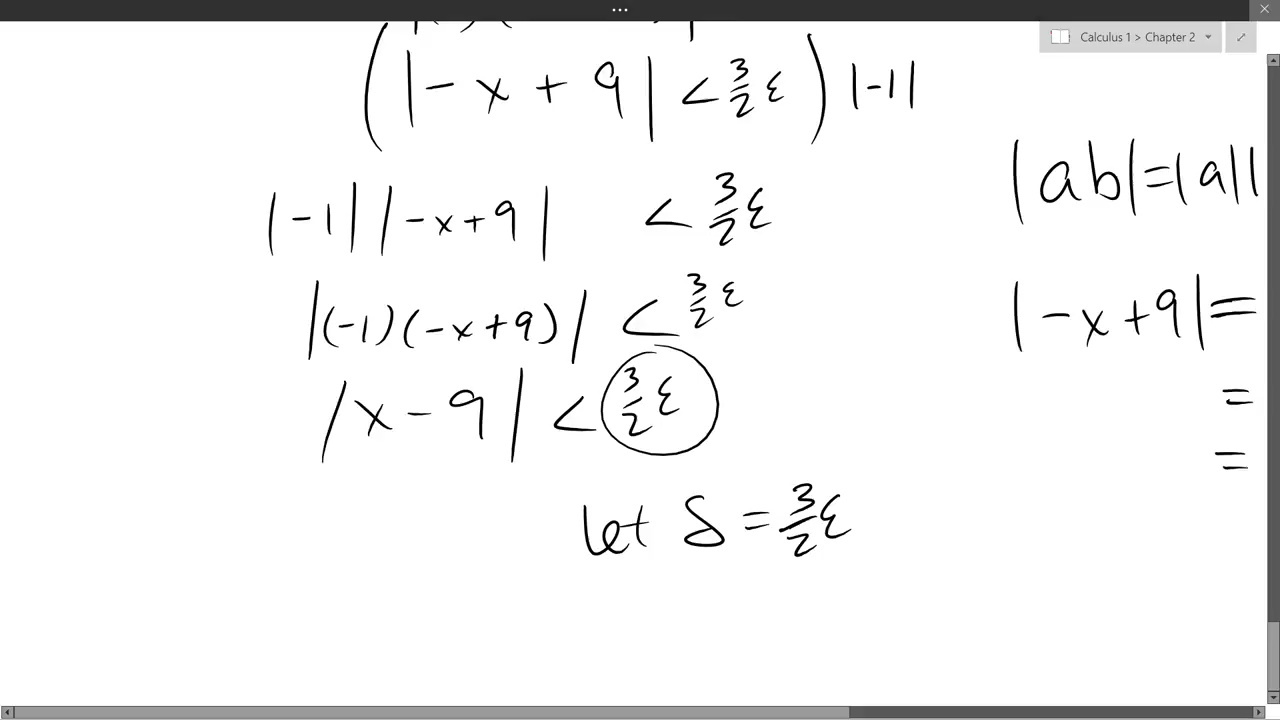 Calculus 1 > Chapter 2
( |-x + 9| < 3/2 ε ) |-1|
|ab|=|a||
|-1||-x+9| < 3/2 ε
|(-1)(-x+9)| < 3/2 ε
|-x+9|=
|x-9| < 3/2 ε
=
=
let δ = 3/2 ε